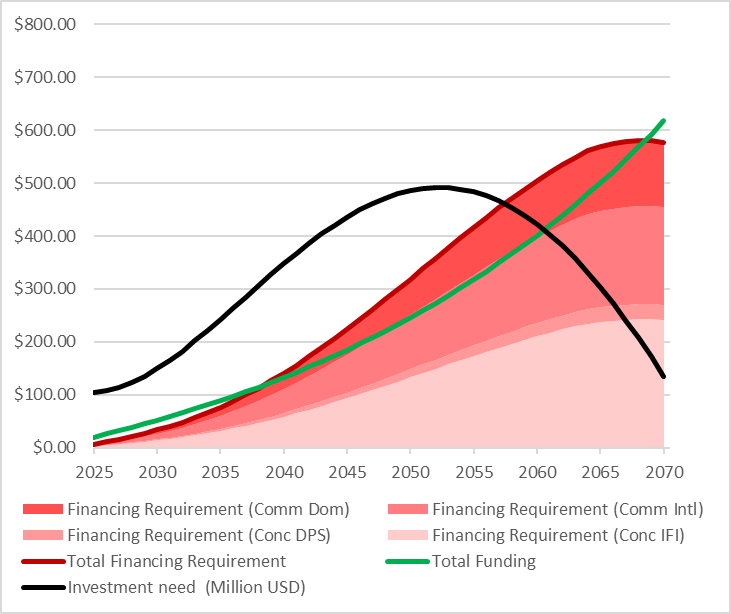 $800.00
$700.00
$600.00
$500.00
$400.00
$300.00
$200.00
$100.00
$0.00
2025 2030 2035 2040 2045 2050 2055 2060 2065 2070
Financing Requirement (Comm Dom) Financing Requirement (Comm Intl)
Financing Requirement (Conc DPS) Financing Requirement (Conc IFI)
Total Financing Requirement Total Funding
Investment need (Million USD)